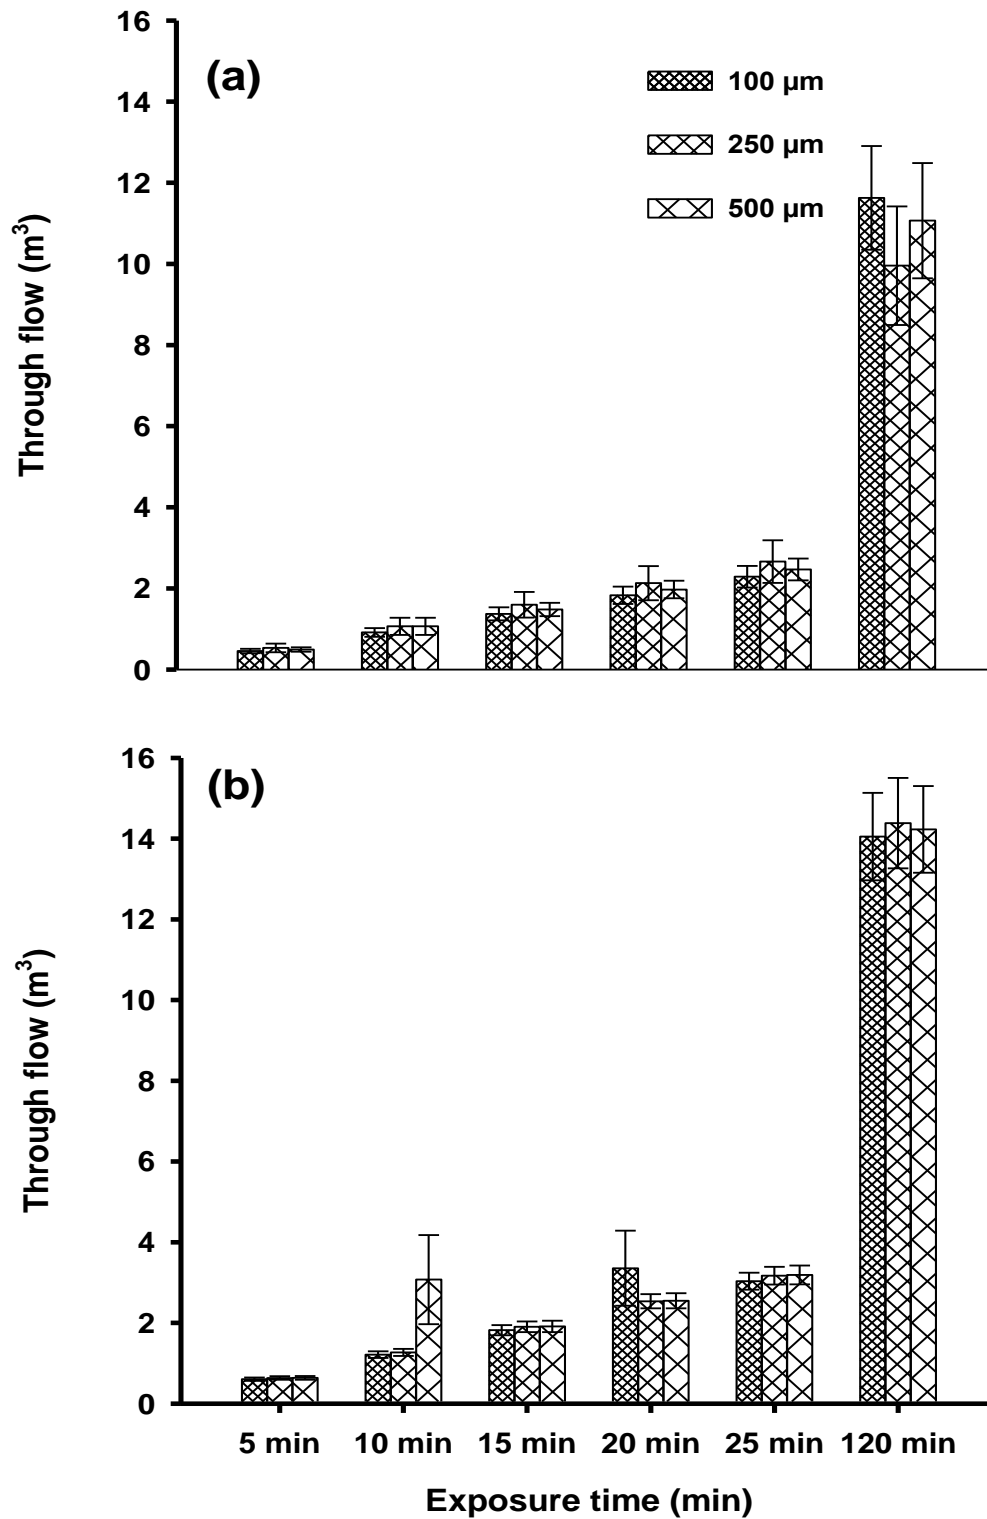 16
(a)
100 μm
14
250 μm
12
500 μm
10
8
6
4
2
0
Through flow (m³)
16
(b)
14
12
10
8
6
4
2
0
Through flow (m³)
5 min 10 min 15 min 20 min 25 min 120 min
Exposure time (min)